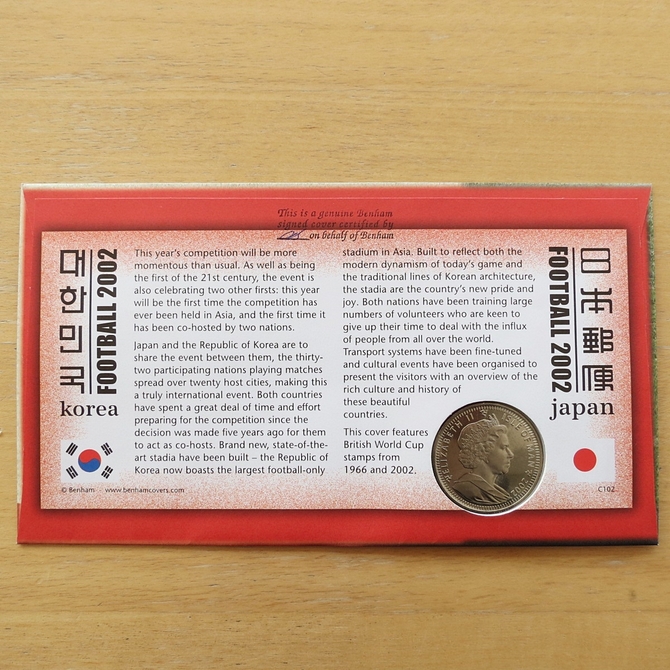 This is a genuine Benham
signed cover certified by
on behalf of Benham
대한민국
FOOTBALL 2002
korea
This year's competition will be more
momentous than usual. As well as being
the first of the 21st century, the event is
also celebrating two other firsts: this year
will be the first time the competition has
ever been held in Asia, and the first time it
has been co-hosted by two nations.
Japan and the Republic of Korea are to
share the event between them, the thirty-
two participating nations playing matches
spread over twenty host cities, making this
a truly international event. Both countries
have spent a great deal of time and effort
preparing for the competition since the
decision was made five years ago for them
to act as co-hosts. Brand new, state-of-the-
art stadia have been built – the Republic of
Korea now boasts the largest football-only
stadium in Asia. Built to reflect both the
modern dynamism of today's game and
the traditional lines of Korean architecture,
the stadia are the country's new pride and
joy. Both nations have been training large
numbers of volunteers who are keen to
give up their time to deal with the influx
of people from all over the world.
Transport systems have been fine-tuned
and cultural events have been organised to
present the visitors with an overview of the
rich culture and history of
these beautiful
countries.
This cover features
British World Cup
stamps from
1966 and 2002.
日本郵便
FOOTBALL 2002
japan
ELIZABETH II
ISLE OF MAN 2002
© Benham · www.benhamcovers.com
C102